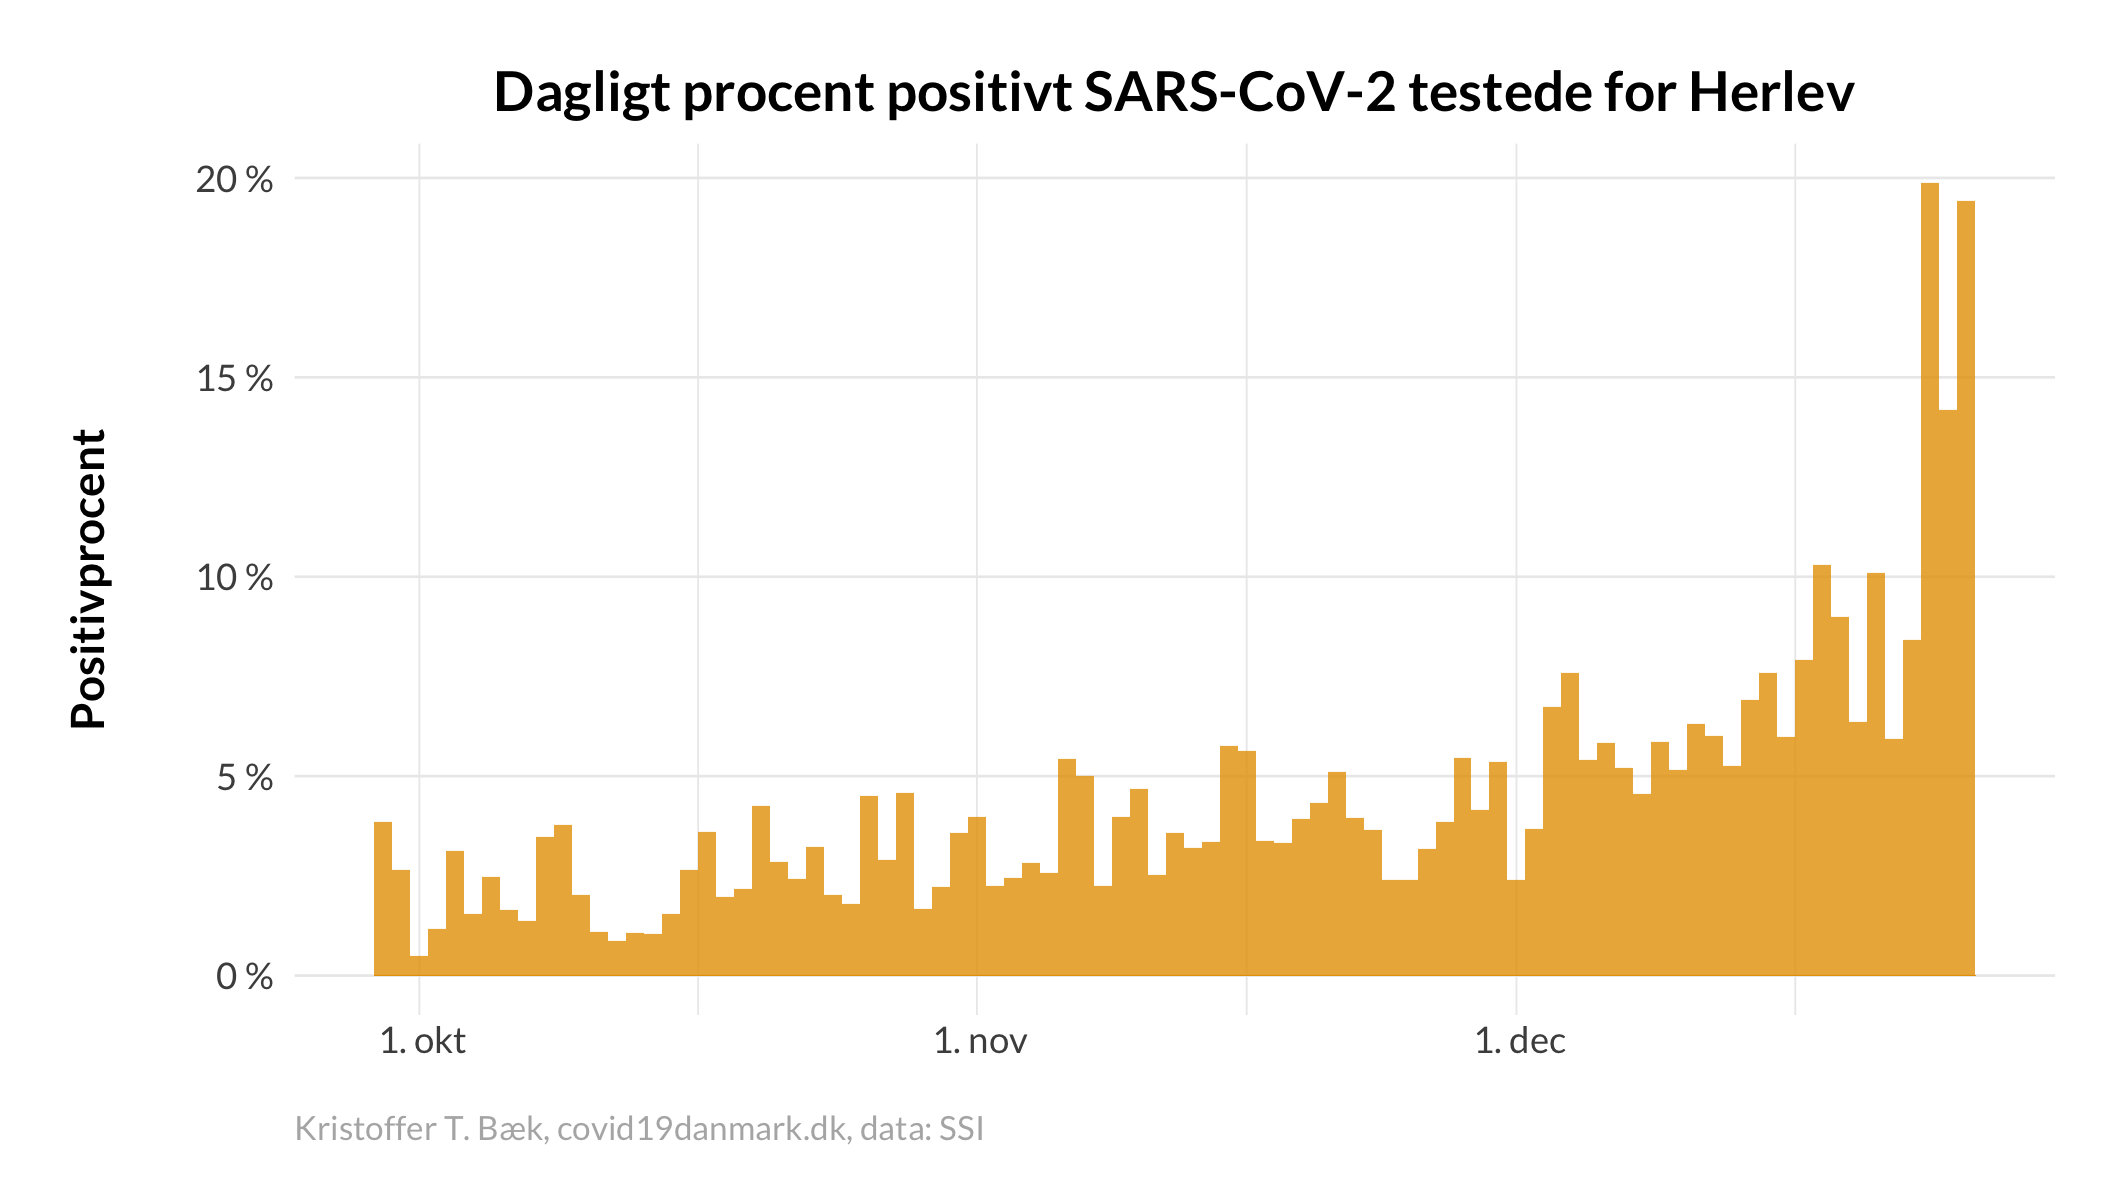 Dagligt procent positivt SARS-CoV-2 testede for Herlev
Positivprocent
20 %
15 %
10 %
5 %
0 %
1. okt
1. nov
1. dec
Kristoffer T. Bæk, covid19danmark.dk, data: SSI